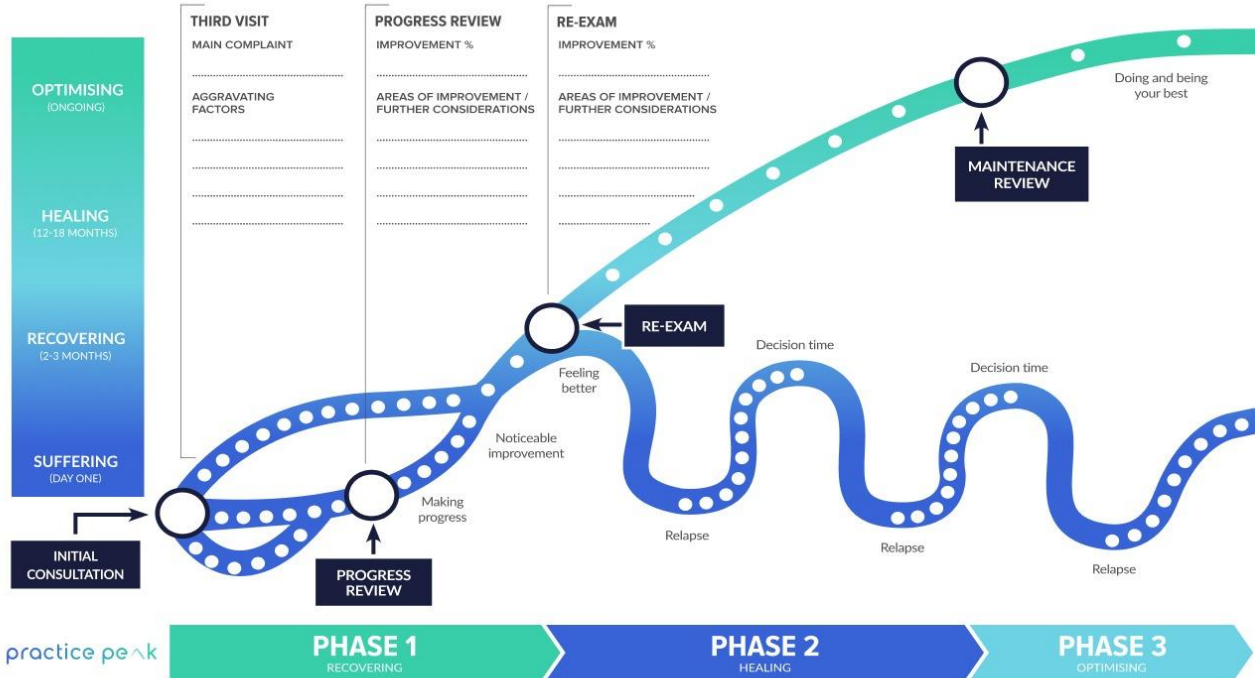 THIRD VISIT
MAIN COMPLAINT
AGGRAVATING
FACTORS
PROGRESS REVIEW
IMPROVEMENT %
AREAS OF IMPROVEMENT /
FURTHER CONSIDERATIONS
RE-EXAM
IMPROVEMENT %
AREAS OF IMPROVEMENT /
FURTHER CONSIDERATIONS
OPTIMISING
(ONGOING)
HEALING
(12-18 MONTHS)
RECOVERING
(2-3 MONTHS)
SUFFERING
(DAY ONE)
Doing and being
your best
MAINTENANCE
REVIEW
RE-EXAM
Feeling
better
Decision time
Decision time
Noticeable
improvement
Making
progress
Relapse
Relapse
Relapse
INITIAL
CONSULTATION
PROGRESS
REVIEW
practice peak
PHASE 1
RECOVERING
PHASE 2
HEALING
PHASE 3
OPTIMISING